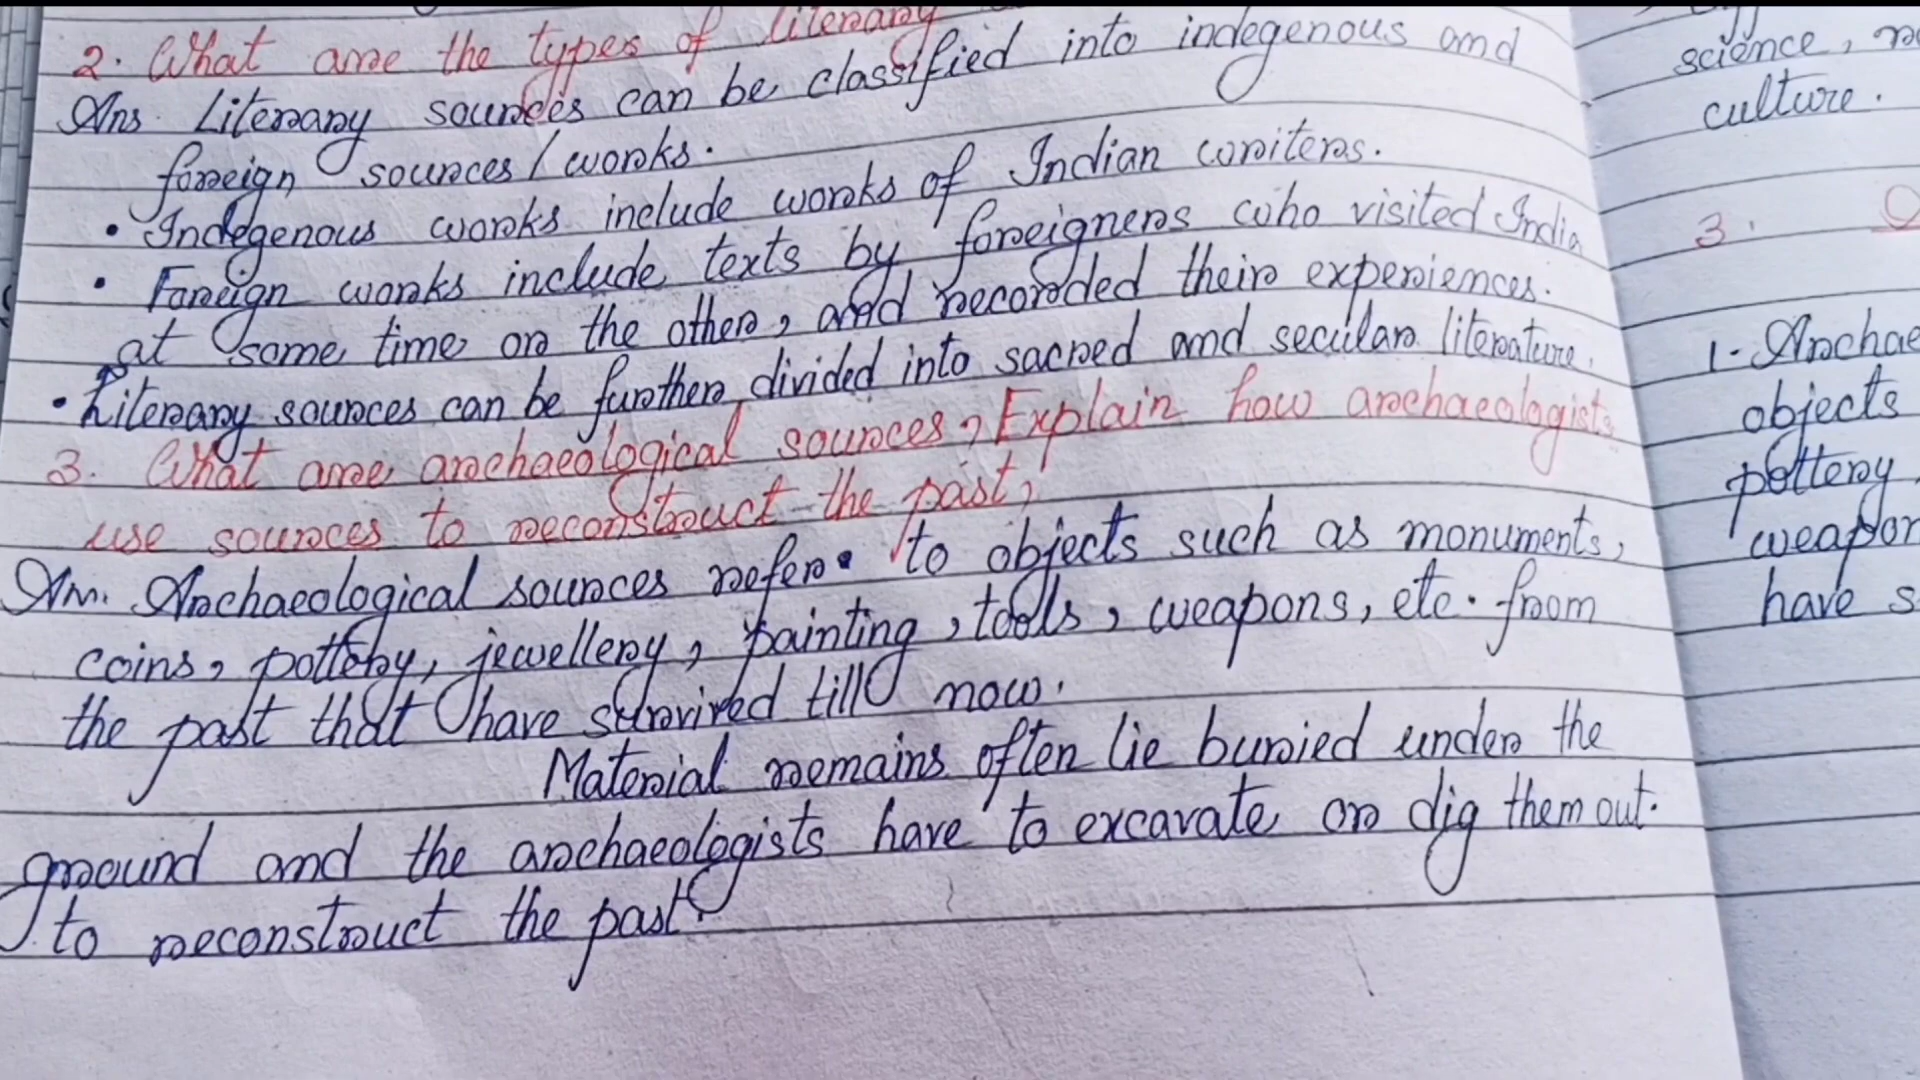 2. What are the types of literary
Ans. Literary sources can be classified into indegenous and
foreign sources / works.
• Indegenous works include works of Indian writers.
• Foreign works include texts by foreigners who visited India
at some time or the other, and recorded their experiences.
• Literary sources can be further divided into sacred and secular literature.
3. What are archaeological sources, Explain how archaeologists
use sources to reconstruct the past,
Ans. Archaeological sources refer to objects such as monuments,
coins, pottery, jewellery, painting, tools, weapons, etc. from
the past that have survived till now.
Material remains often lie buried under the
ground and the archaeologists have to excavate or dig them out.
to reconstruct the past.
science,
culture.
3.
1. Archae
objects
pottery
weapon
have s